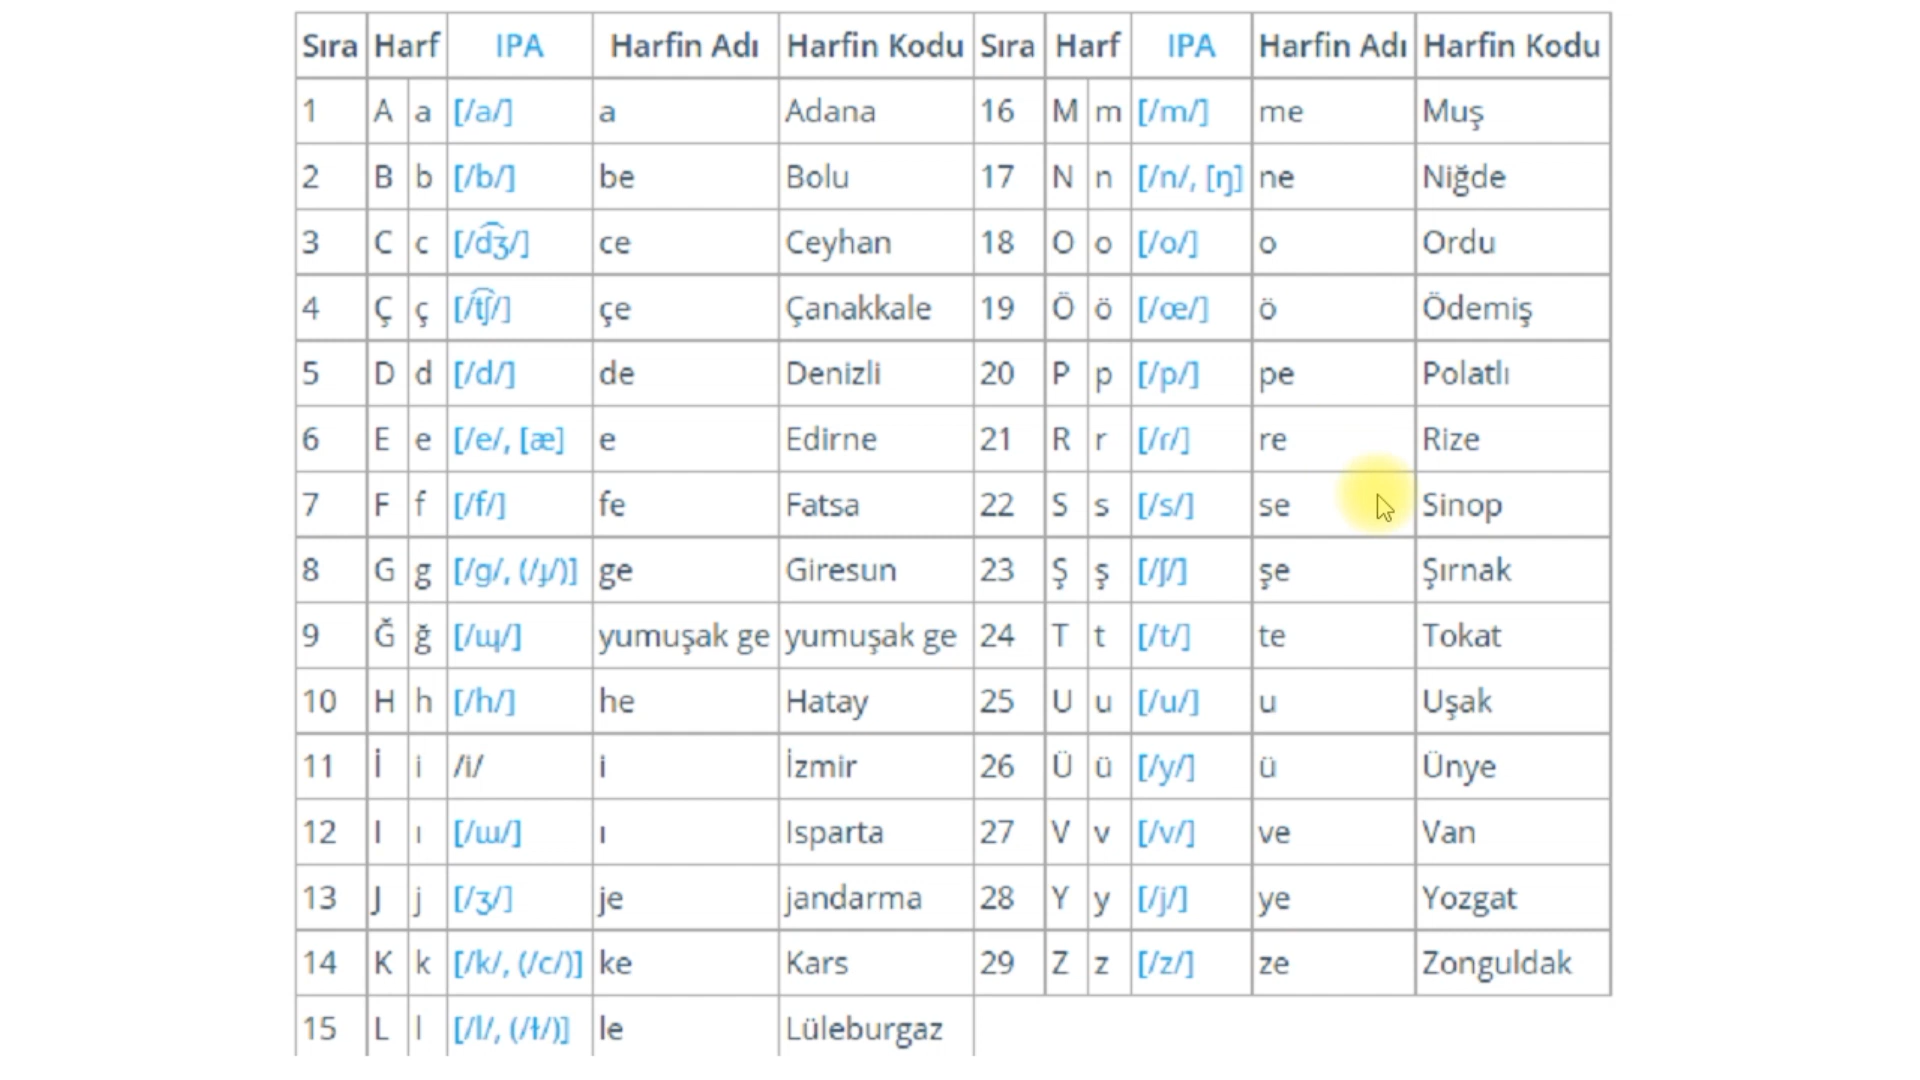 Sıra Harf IPA Harfin Adı Harfin Kodu Sıra Harf IPA Harfin Adı Harfin Kodu
1 A a [/a/] a Adana 16 M m [/m/] me Muş
2 B b [/b/] be Bolu 17 N n [/n/, [ŋ] ne Niğde
3 C c [/d͡ʒ/] ce Ceyhan 18 O o [/o/] o Ordu
4 Ç ç [/t͡ʃ/] çe Çanakkale 19 Ö ö [/œ/] ö Ödemiş
5 D d [/d/] de Denizli 20 P p [/p/] pe Polatlı
6 E e [/e/, [æ] e Edirne 21 R r [/ɾ/] re Rize
7 F f [/f/] fe Fatsa 22 S s [/s/] se Sinop
8 G g [/ɡ/, (/ɟ/)] ge Giresun 23 Ş ş [/ʃ/] şe Şırnak
9 Ğ ğ [/ɰ/] yumuşak ge yumuşak ge 24 T t [/t/] te Tokat
10 H h [/h/] he Hatay 25 U u [/u/] u Uşak
11 İ i /i/ i İzmir 26 Ü ü [/y/] ü Ünye
12 I ı [/ɯ/] ı Isparta 27 V v [/v/] ve Van
13 J j [/ʒ/] je jandarma 28 Y y [/j/] ye Yozgat
14 K k [/k/, (/c/)] ke Kars 29 Z z [/z/] ze Zonguldak
15 L l [/l/, (/ɫ/)] le Lüleburgaz